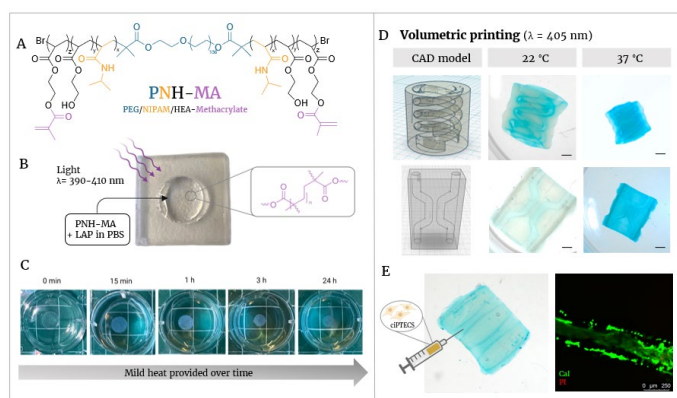 A
Br
x
y
z
O
O
O
O
O
O
O
O
O
O
O
NH
HN
OH
HO
Br
PNH-MA
PEG/NIPAM/HEA-Methacrylate
B
Light
λ= 390-410 nm
PNH-MA
+ LAP in PBS
C
0 min
15 min
1 h
3 h
24 h
Mild heat provided over time
D
Volumetric printing (λ = 405 nm)
CAD model
22 °C
37 °C
E
ciPTECS
Cal
PI
0 µm 250